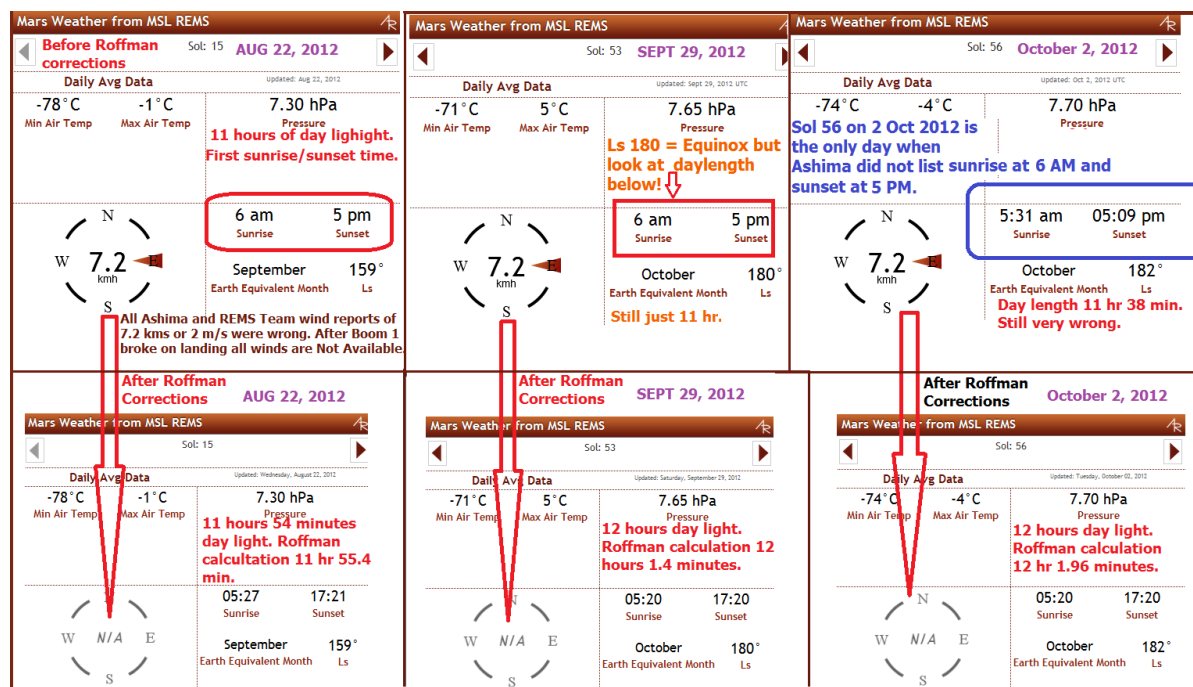 Mars Weather from MSL REMS
Before Roffman
corrections
Sol: 15
AUG 22, 2012
Daily Avg Data
Updated: Aug 22, 2012
-78°C
-1°C
7.30 hPa
Min Air Temp
Max Air Temp
Pressure
11 hours of day lighight.
First sunrise/sunset time.
6 am
5 pm
Sunrise
Sunset
N
W
7.2
E
kmh
S
September
159°
Earth Equivalent Month
Ls
All Ashima and REMS Team wind reports of
7.2 kms or 2 m/s were wrong. After Boom 1
broke on landing all winds are Not Available.
Mars Weather from MSL REMS
Sol: 53
SEPT 29, 2012
Daily Avg Data
Updated: Sept 29, 2012 UTC
-71°C
5°C
7.65 hPa
Min Air Temp
Max Air Temp
Pressure
Ls 180 = Equinox but
look at daylength
below!
6 am
5 pm
Sunrise
Sunset
N
W
7.2
E
kmh
S
October
180°
Earth Equivalent Month
Ls
Still just 11 hr.
Mars Weather from MSL REMS
Sol: 56
October 2, 2012
Daily Avg Data
Updated: Oct 2, 2012 UTC
-74°C
-4°C
7.70 hPa
Min Air Temp
Max Air Temp
Pressure
Sol 56 on 2 Oct 2012 is
the only day when
Ashima did not list sunrise at 6 AM and
sunset at 5 PM.
5:31 am
05:09 pm
Sunrise
Sunset
N
W
7.2
E
kmh
S
October
182°
Earth Equivalent Month
Ls
Day length 11 hr 38 min.
Still very wrong.
After Roffman
Corrections
AUG 22, 2012
Mars Weather from MSL REMS
Sol: 15
Daily Avg Data
Updated: Wednesday, August 22, 2012
-78°C
-1°C
7.30 hPa
Min Air Temp
Max Air Temp
Pressure
11 hours 54 minutes
day light. Roffman
calcultation 11 hr 55.4
min.
05:27
17:21
Sunrise
Sunset
N
W
N/A
E
S
September
159°
Earth Equivalent Month
Ls
After Roffman
Corrections
SEPT 29, 2012
Mars Weather from MSL REMS
Sol: 53
Daily Avg Data
Updated: Saturday, September 29, 2012
-71°C
5°C
7.65 hPa
Min Air Temp
Max Air Temp
Pressure
12 hours day light.
Roffman calculation 12
hours 1.4 minutes.
05:20
17:20
Sunrise
Sunset
N
W
N/A
E
S
October
180°
Earth Equivalent Month
Ls
After Roffman
Corrections
October 2, 2012
Mars Weather from MSL REMS
Sol: 56
Daily Avg Data
Updated: Tuesday, October 02, 2012
-74°C
-4°C
7.70 hPa
Min Air Temp
Max Air Temp
Pressure
12 hours day light.
Roffman calculation
12 hr 1.96 minutes.
05:20
17:20
Sunrise
Sunset
N
W
N/A
E
S
October
182°
Earth Equivalent Month
Ls